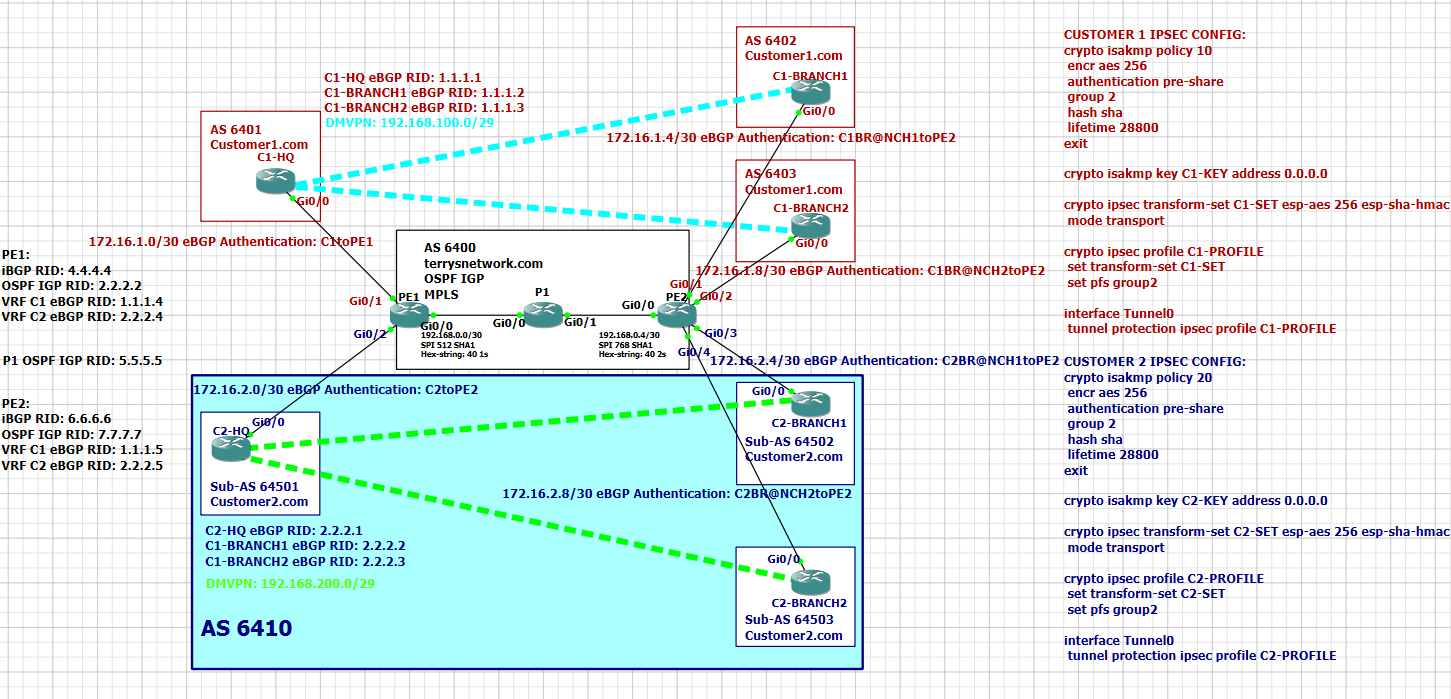 C1-HQ eBGP RID: 1.1.1.1
C1-BRANCH1 eBGP RID: 1.1.1.2
C1-BRANCH2 eBGP RID: 1.1.1.3
DMVPN: 192.168.100.0/29
AS 6401
Customer1.com
C1-HQ
Gi0/0
172.16.1.0/30 eBGP Authentication: C1toPE1
AS 6402
Customer1.com
C1-BRANCH1
Gi0/0
172.16.1.4/30 eBGP Authentication: C1BR@NCH1toPE2
AS 6403
Customer1.com
C1-BRANCH2
Gi0/0
172.16.1.8/30 eBGP Authentication: C1BR@NCH2toPE2
PE1:
iBGP RID: 4.4.4.4
OSPF IGP RID: 2.2.2.2
VRF C1 eBGP RID: 1.1.1.4
VRF C2 eBGP RID: 2.2.2.4
P1 OSPF IGP RID: 5.5.5.5
PE2:
iBGP RID: 6.6.6.6
OSPF IGP RID: 7.7.7.7
VRF C1 eBGP RID: 1.1.1.5
VRF C2 eBGP RID: 2.2.2.5
AS 6400
terrysnetwork.com
OSPF IGP
MPLS
Gi0/1
PE1
Gi0/2
Gi0/0
192.168.0.0/30
SPI 512 SHA1
Hex-string: 40 1s
P1
Gi0/0
Gi0/1
192.168.0.4/30
SPI 768 SHA1
Hex-string: 40 2s
Gi0/0
PE2
Gi0/1
Gi0/2
Gi0/3
Gi0/4
172.16.2.4/30 eBGP Authentication: C2BR@NCH1toPE2
172.16.2.0/30 eBGP Authentication: C2toPE2
C2-HQ
Gi0/0
Sub-AS 64501
Customer2.com
Gi0/0
C2-BRANCH1
Sub-AS 64502
Customer2.com
172.16.2.8/30 eBGP Authentication: C2BR@NCH2toPE2
C2-HQ eBGP RID: 2.2.2.1
C1-BRANCH1 eBGP RID: 2.2.2.2
C1-BRANCH2 eBGP RID: 2.2.2.3
DMVPN: 192.168.200.0/29
AS 6410
Gi0/0
C2-BRANCH2
Sub-AS 64503
Customer2.com
CUSTOMER 1 IPSEC CONFIG:
crypto isakmp policy 10
encr aes 256
authentication pre-share
group 2
hash sha
lifetime 28800
exit
crypto isakmp key C1-KEY address 0.0.0.0
crypto ipsec transform-set C1-SET esp-aes 256 esp-sha-hmac
mode transport
crypto ipsec profile C1-PROFILE
set transform-set C1-SET
set pfs group2
interface Tunnel0
tunnel protection ipsec profile C1-PROFILE
CUSTOMER 2 IPSEC CONFIG:
crypto isakmp policy 20
encr aes 256
authentication pre-share
group 2
hash sha
lifetime 28800
exit
crypto isakmp key C2-KEY address 0.0.0.0
crypto ipsec transform-set C2-SET esp-aes 256 esp-sha-hmac
mode transport
crypto ipsec profile C2-PROFILE
set transform-set C2-SET
set pfs group2
interface Tunnel0
tunnel protection ipsec profile C2-PROFILE